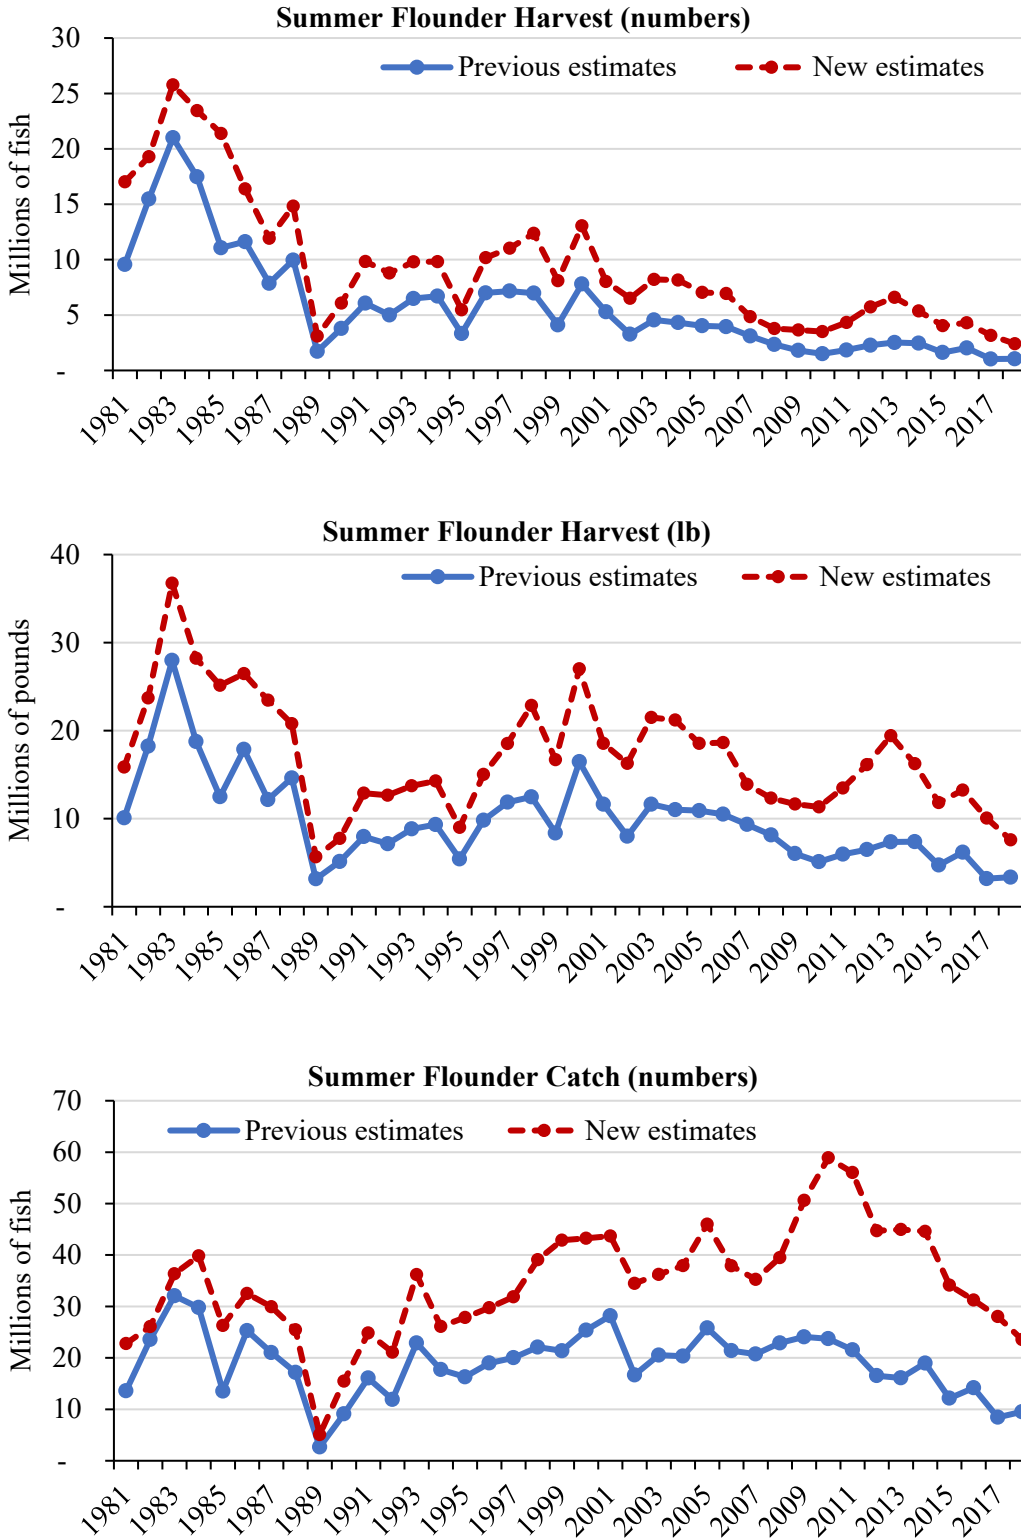 Summer Flounder Harvest (numbers)
30
25
20
15
10
5
-
Millions of fish
Previous estimates
New estimates
1981 1983 1985 1987 1989 1991 1993 1995 1997 1999 2001 2003 2005 2007 2009 2011 2013 2015 2017
Summer Flounder Harvest (lb)
40
30
20
10
-
Millions of pounds
Previous estimates
New estimates
1981 1983 1985 1987 1989 1991 1993 1995 1997 1999 2001 2003 2005 2007 2009 2011 2013 2015 2017
Summer Flounder Catch (numbers)
70
60
50
40
30
20
10
-
Millions of fish
Previous estimates
New estimates
1981 1983 1985 1987 1989 1991 1993 1995 1997 1999 2001 2003 2005 2007 2009 2011 2013 2015 2017